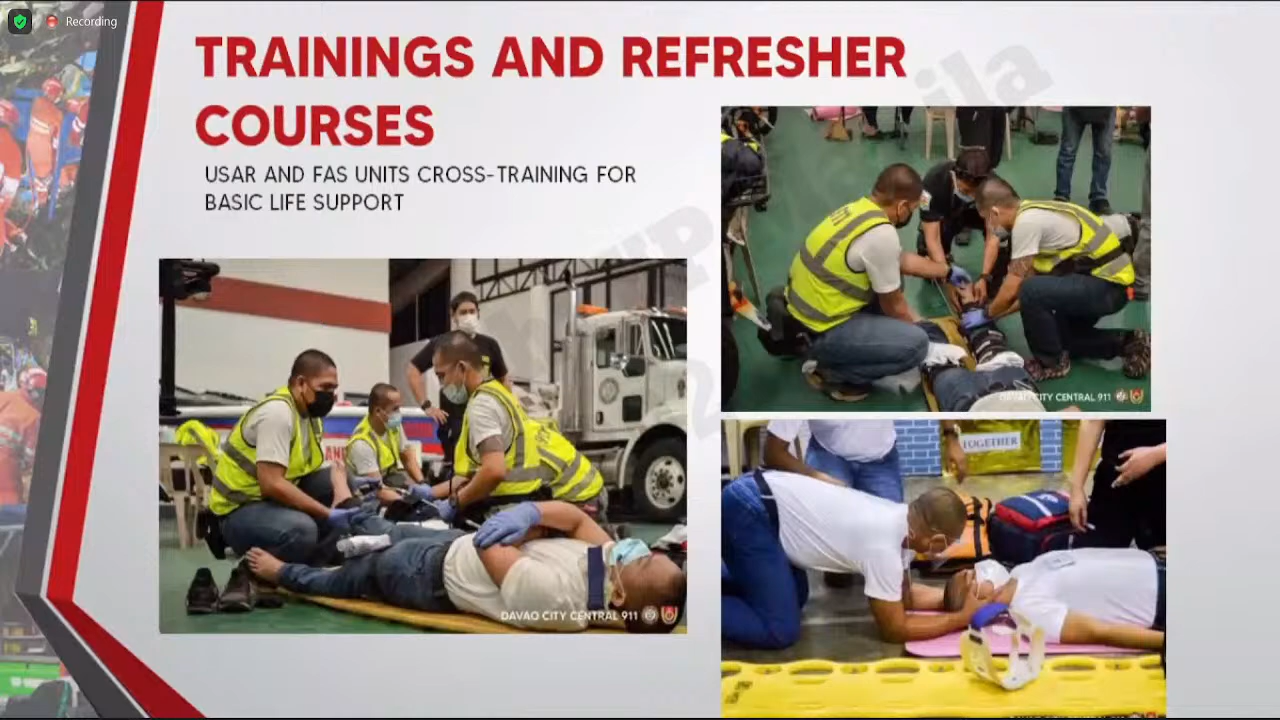 Recording
TRAININGS AND REFRESHER
COURSES
USAR AND FAS UNITS CROSS-TRAINING FOR
BASIC LIFE SUPPORT
DAVAO CITY CENTRAL 911
TOGETHER
DAVAO CITY CENTRAL 911